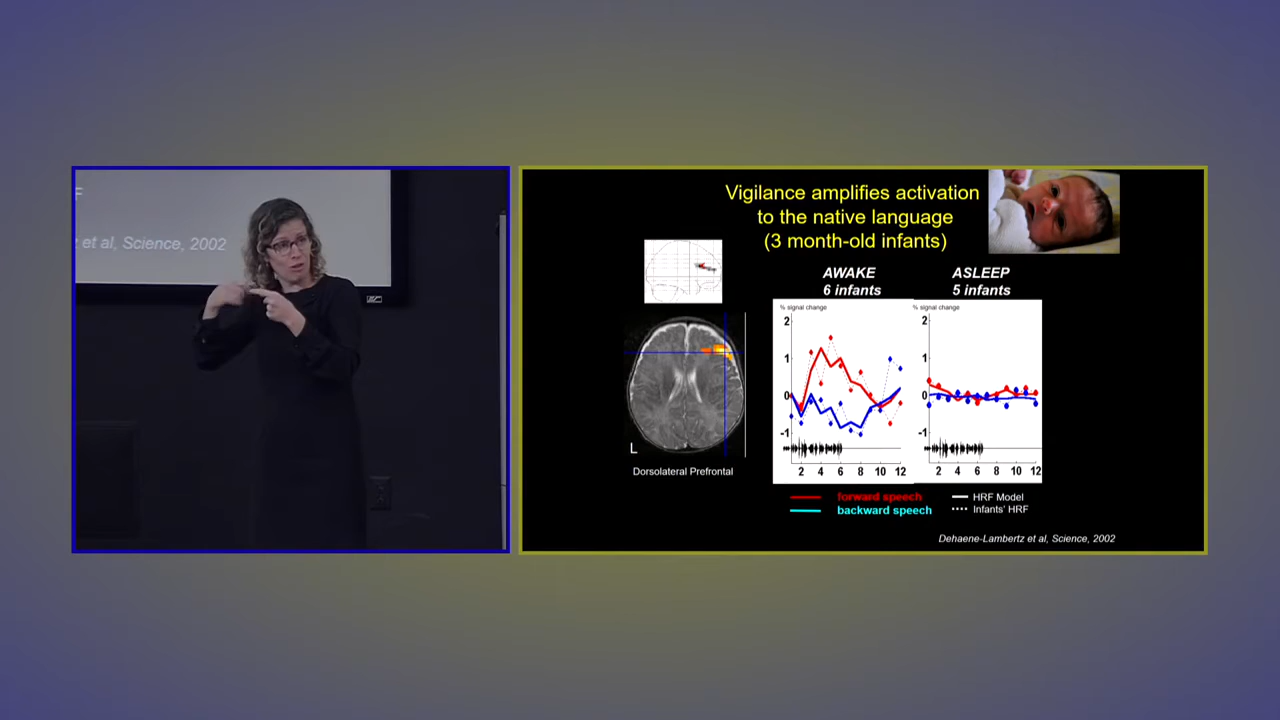 et al, Science, 2002
Vigilance amplifies activation
to the native language
(3 month-old infants)
AWAKE
6 infants
ASLEEP
5 infants
% signal change
2
1
0
-1
2 4 6 8 10 12
% signal change
2
1
0
-1
2 4 6 8 10 12
L
Dorsolateral Prefrontal
forward speech
backward speech
HRF Model
Infants' HRF
Dehaene-Lambertz et al, Science, 2002